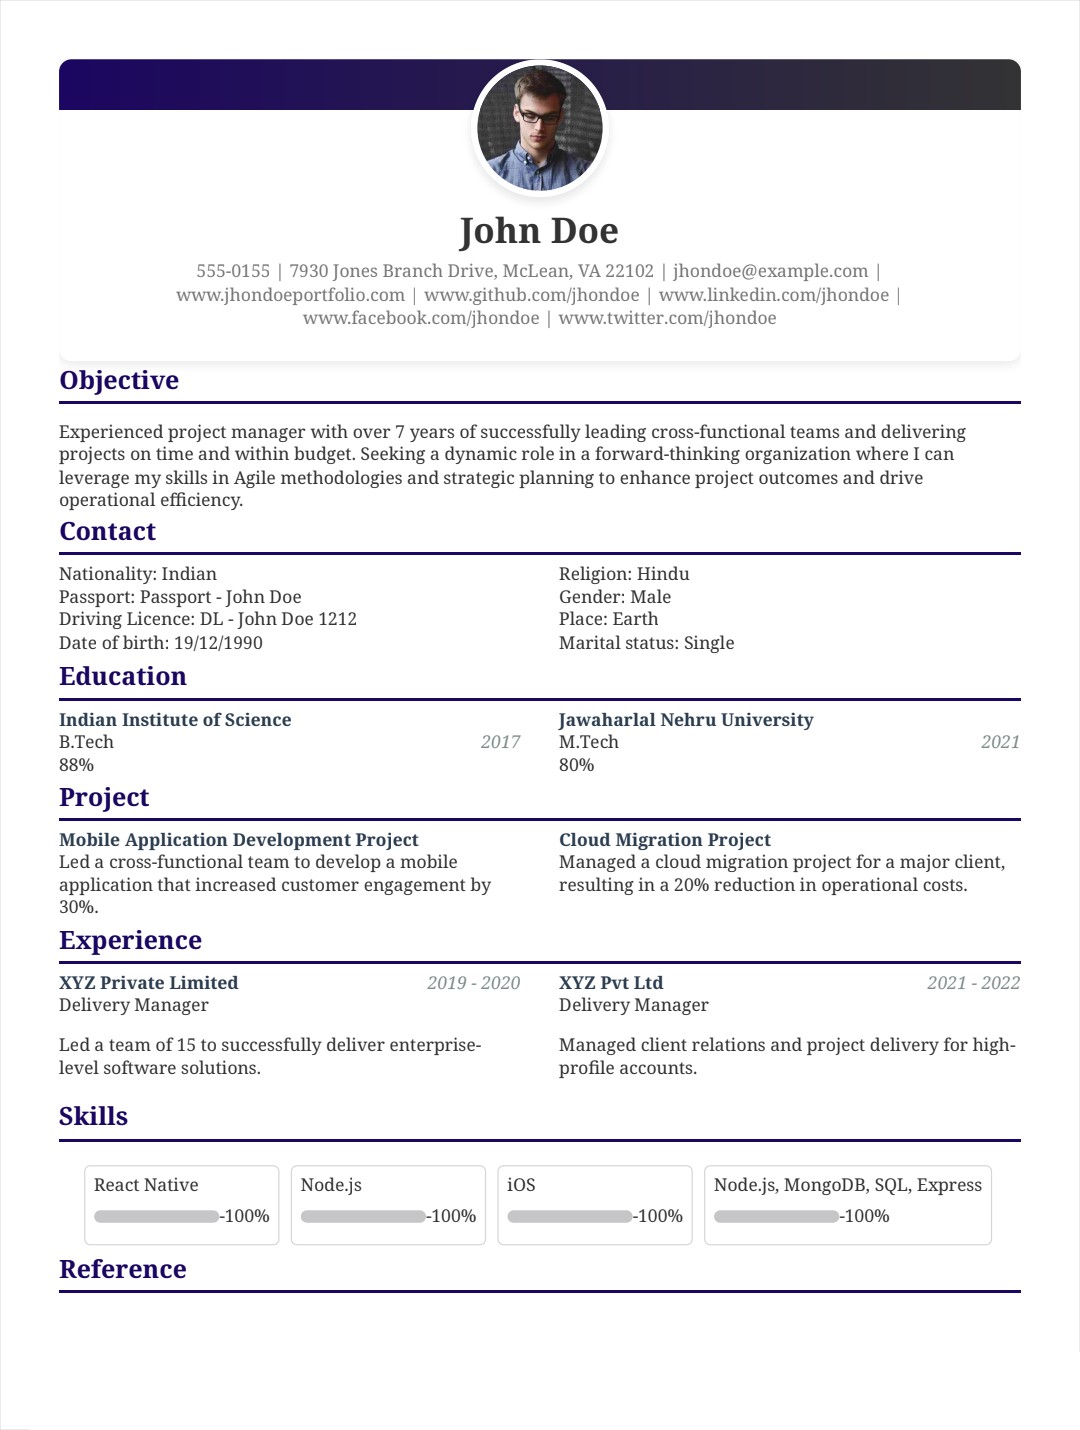 John Doe
555-0155 | 7930 Jones Branch Drive, McLean, VA 22102 | jhondoe@example.com |
www.jhondoeportfolio.com | www.github.com/jhondoe | www.linkedin.com/jhondoe |
www.facebook.com/jhondoe | www.twitter.com/jhondoe
Objective
Experienced project manager with over 7 years of successfully leading cross-functional teams and delivering
projects on time and within budget. Seeking a dynamic role in a forward-thinking organization where I can
leverage my skills in Agile methodologies and strategic planning to enhance project outcomes and drive
operational efficiency.
Contact
Nationality: Indian
Passport: Passport - John Doe
Driving Licence: DL - John Doe 1212
Date of birth: 19/12/1990
Religion: Hindu
Gender: Male
Place: Earth
Marital status: Single
Education
Indian Institute of Science
B.Tech 2017
88%
Jawaharlal Nehru University
M.Tech 2021
80%
Project
Mobile Application Development Project
Led a cross-functional team to develop a mobile
application that increased customer engagement by
30%.
Cloud Migration Project
Managed a cloud migration project for a major client,
resulting in a 20% reduction in operational costs.
Experience
XYZ Private Limited 2019 - 2020
Delivery Manager
Led a team of 15 to successfully deliver enterprise-
level software solutions.
XYZ Pvt Ltd 2021 - 2022
Delivery Manager
Managed client relations and project delivery for high-
profile accounts.
Skills
React Native
-100%
Node.js
-100%
iOS
-100%
Node.js, MongoDB, SQL, Express
-100%
Reference